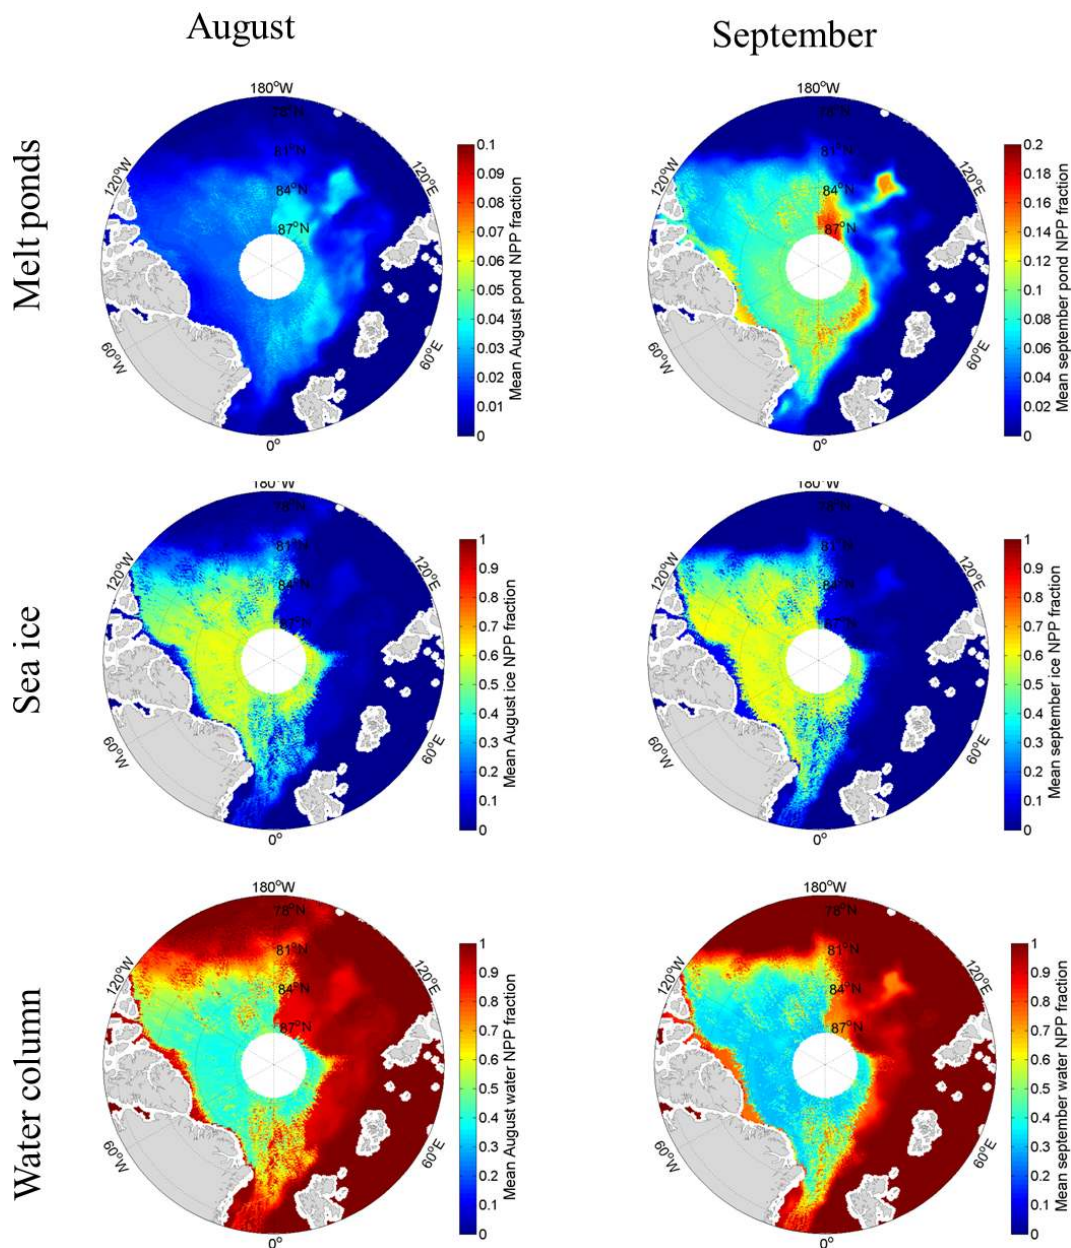 August
September
Melt ponds
180°W
78°N
81°N
84°N
87°N
120°W
120°E
60°W
60°E
0°
0.1
0.09
0.08
0.07
0.06
0.05
0.04
0.03
0.02
0.01
0
Mean August pond NPP fraction
180°W
78°N
81°N
84°N
87°N
120°W
120°E
60°W
60°E
0°
0.2
0.18
0.16
0.14
0.12
0.1
0.08
0.06
0.04
0.02
0
Mean september pond NPP fraction
Sea ice
180°W
78°N
81°N
84°N
87°N
120°W
120°E
60°W
60°E
0°
1
0.9
0.8
0.7
0.6
0.5
0.4
0.3
0.2
0.1
0
Mean August ice NPP fraction
180°W
78°N
81°N
84°N
87°N
120°W
120°E
60°W
60°E
0°
1
0.9
0.8
0.7
0.6
0.5
0.4
0.3
0.2
0.1
0
Mean september ice NPP fraction
Water column
180°W
78°N
81°N
84°N
87°N
120°W
120°E
60°W
60°E
0°
1
0.9
0.8
0.7
0.6
0.5
0.4
0.3
0.2
0.1
0
Mean August water NPP fraction
180°W
78°N
81°N
84°N
87°N
120°W
120°E
60°W
60°E
0°
1
0.9
0.8
0.7
0.6
0.5
0.4
0.3
0.2
0.1
0
Mean september water NPP fraction